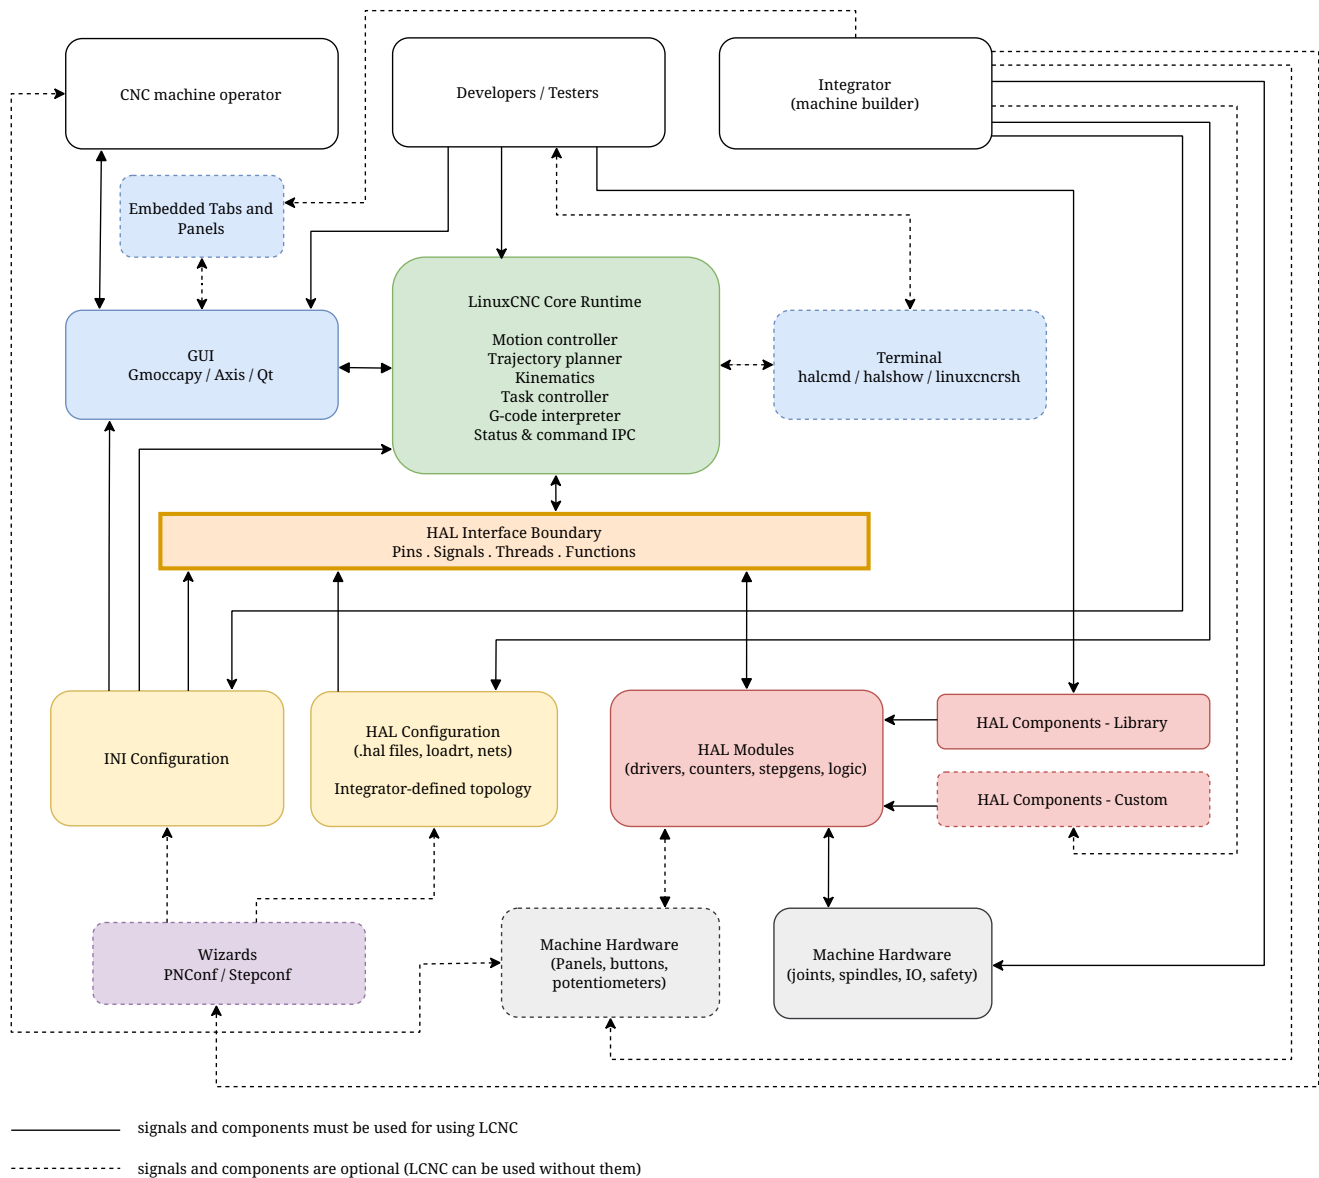 CNC machine operator
Developers / Testers
Integrator
(machine builder)
Embedded Tabs and
Panels
GUI
Gmoccapy / Axis / Qt
LinuxCNC Core Runtime
Motion controller
Trajectory planner
Kinematics
Task controller
G-code interpreter
Status & command IPC
Terminal
halcmd / halshow / linuxcncrsh
HAL Interface Boundary
Pins . Signals . Threads . Functions
INI Configuration
HAL Configuration
(.hal files, loadrt, nets)
Integrator-defined topology
HAL Modules
(drivers, counters, stepgens, logic)
HAL Components - Library
HAL Components - Custom
Wizards
PNConf / Stepconf
Machine Hardware
(Panels, buttons,
potentiometers)
Machine Hardware
(joints, spindles, IO, safety)
signals and components must be used for using LCNC
signals and components are optional (LCNC can be used without them)